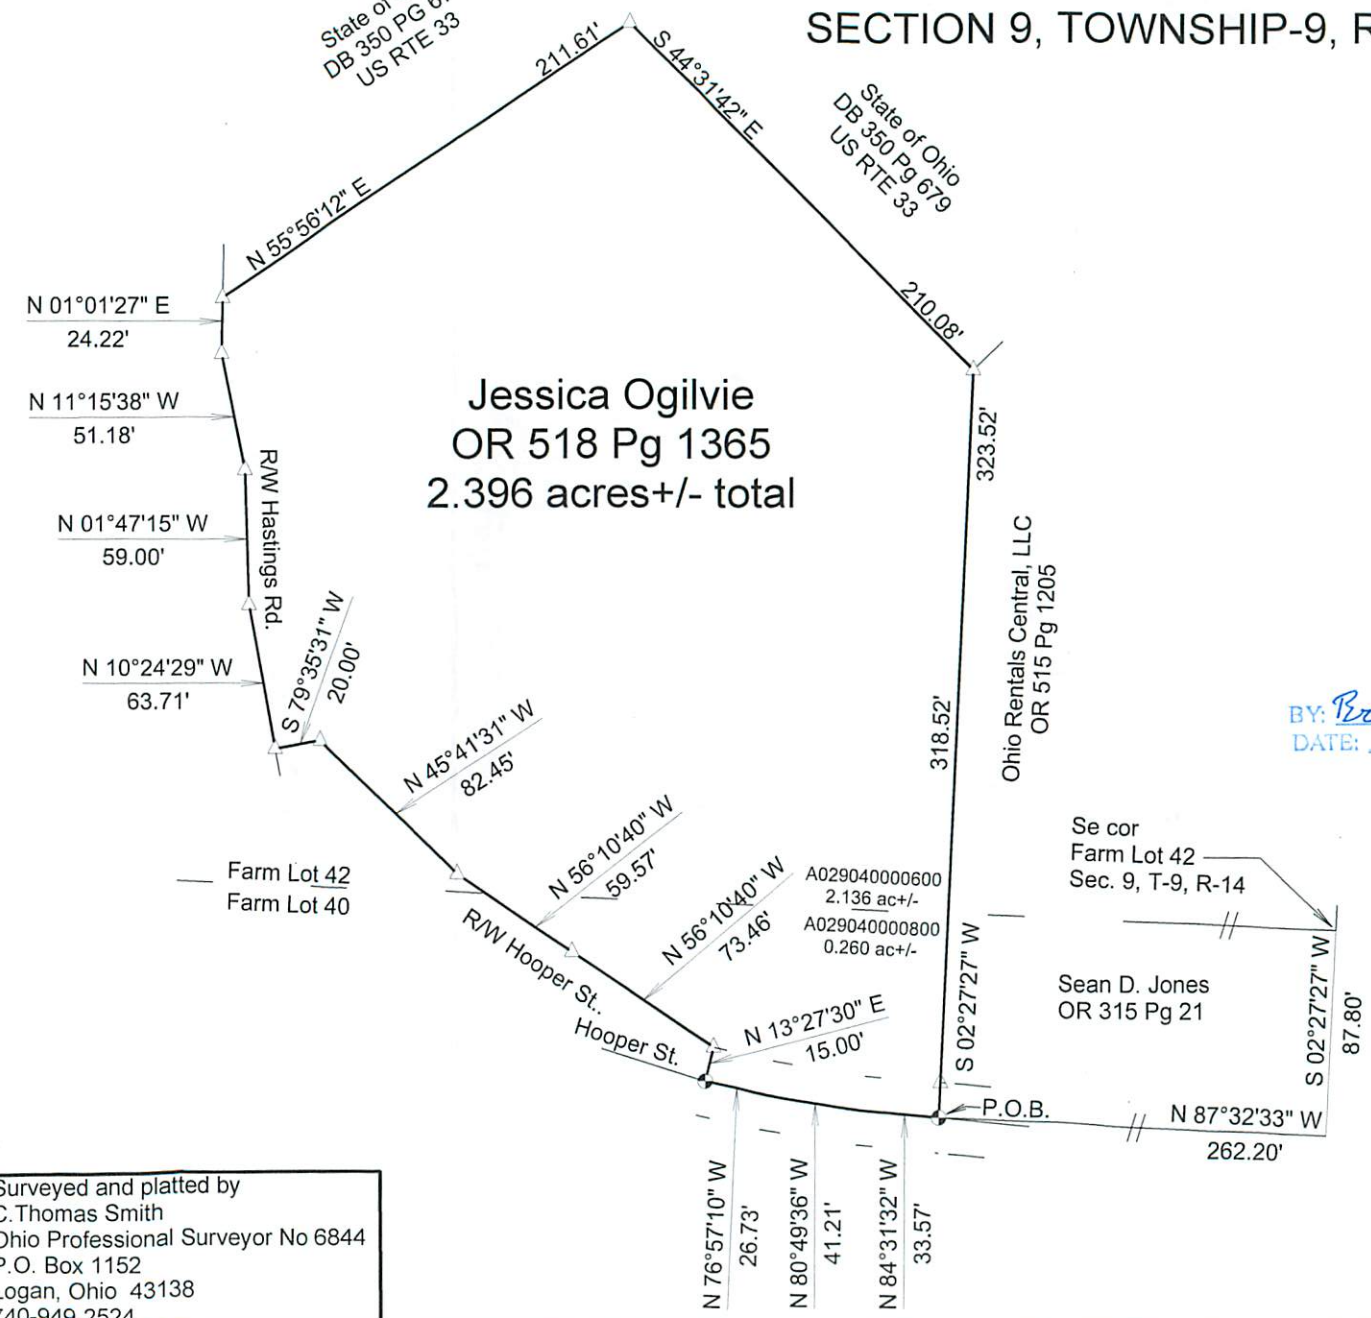 SECTION 9, TOWNSHIP-9, R
State of
DB 350 PG 6
US RTE 33
211.61'
N 55°56'12" E
S 44°31'42" E
210.08'
State of Ohio
DB 350 Pg 679
US RTE 33
N 01°01'27" E
24.22'
N 11°15'38" W
51.18'
N 01°47'15" W
59.00'
N 10°24'29" W
63.71'
R/W Hastings Rd.
Jessica Ogilvie
OR 518 Pg 1365
2.396 acres+/- total
323.52'
318.52'
Ohio Rentals Central, LLC
OR 515 Pg 1205
BY:
DATE:
S 79°35'31" W
20.00'
N 45°41'31" W
82.45'
N 56°10'40" W
59.57'
N 56°10'40" W
73.46'
A029040000600
2.136 ac+/-
A029040000800
0.260 ac+/-
Se cor
Farm Lot 42
Sec. 9, T-9, R-14
Farm Lot 42
Farm Lot 40
R/W Hooper St..
Hooper St.
N 13°27'30" E
15.00'
S 02°27'27" W
Sean D. Jones
OR 315 Pg 21
S 02°27'27" W
87.80'
P.O.B.
N 87°32'33" W
262.20'
N 76°57'10" W
26.73'
N 80°49'36" W
41.21'
N 84°31'32" W
33.57'
Surveyed and platted by
C.Thomas Smith
Ohio Professional Surveyor No 6844
P.O. Box 1152
Logan, Ohio 43138
740-949 2524